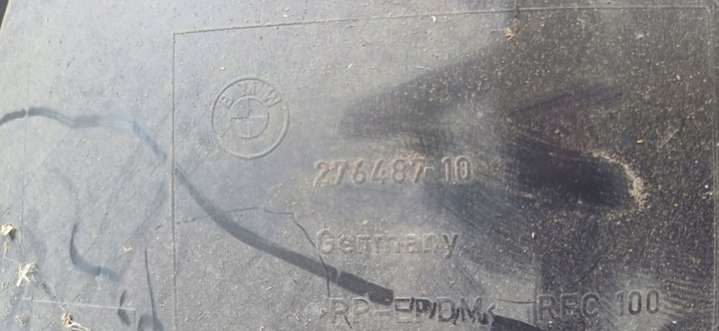 BMW
276487 10
Germany
RP-EPDM REC 100